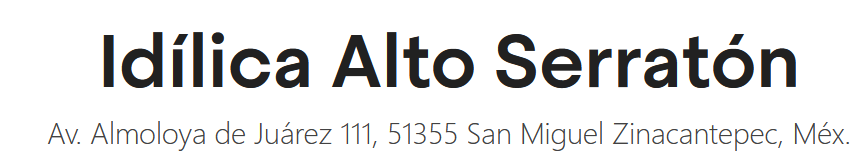 Idílica Alto Serratón
Av. Almoloya de Juárez 111, 51355 San Miguel Zinacantepec, Méx.